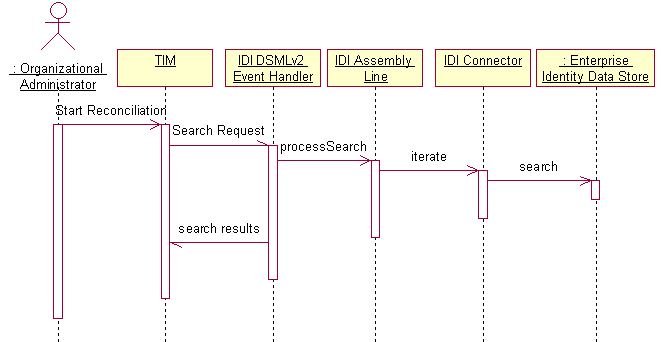 : Organizational
Administrator
TIM
IDI DSMLv2
Event Handler
IDI Assembly
Line
IDI Connector
: Enterprise
Identity Data Store
Start Reconciliation
Search Request
processSearch
iterate
search
search results